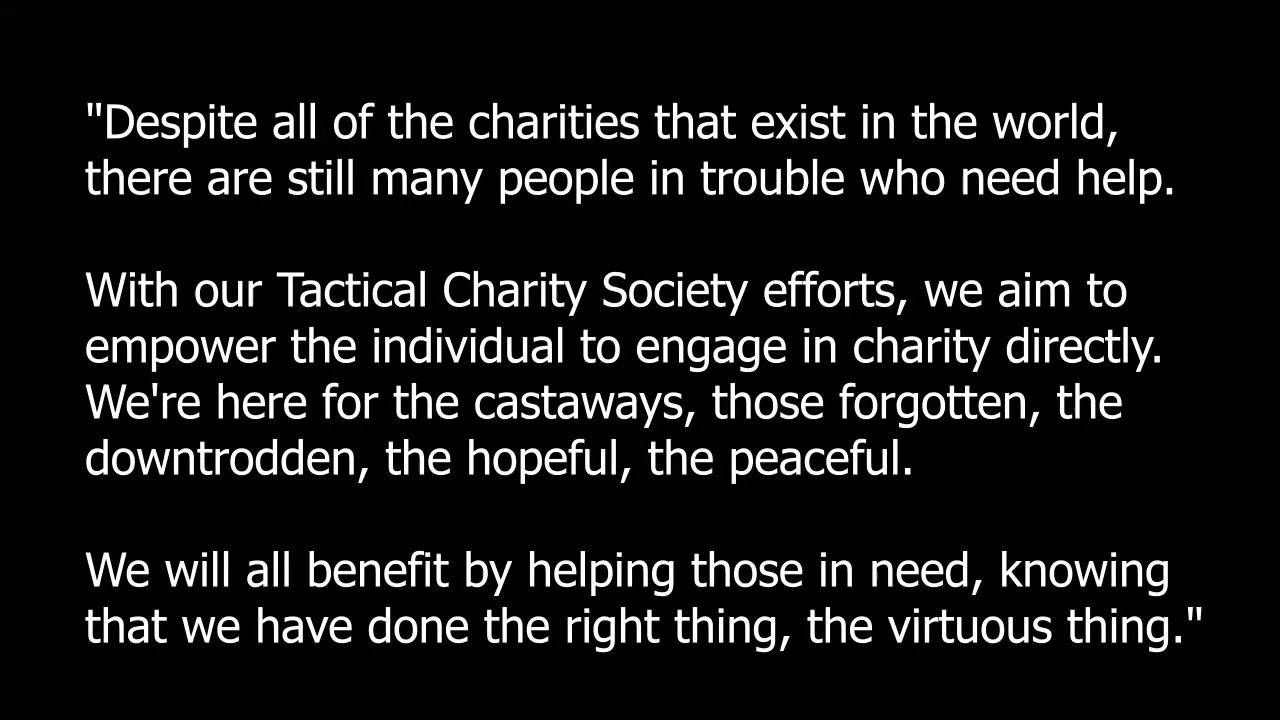 "Despite all of the charities that exist in the world,
there are still many people in trouble who need help.
With our Tactical Charity Society efforts, we aim to
empower the individual to engage in charity directly.
We're here for the castaways, those forgotten, the
downtrodden, the hopeful, the peaceful.
We will all benefit by helping those in need, knowing
that we have done the right thing, the virtuous thing."